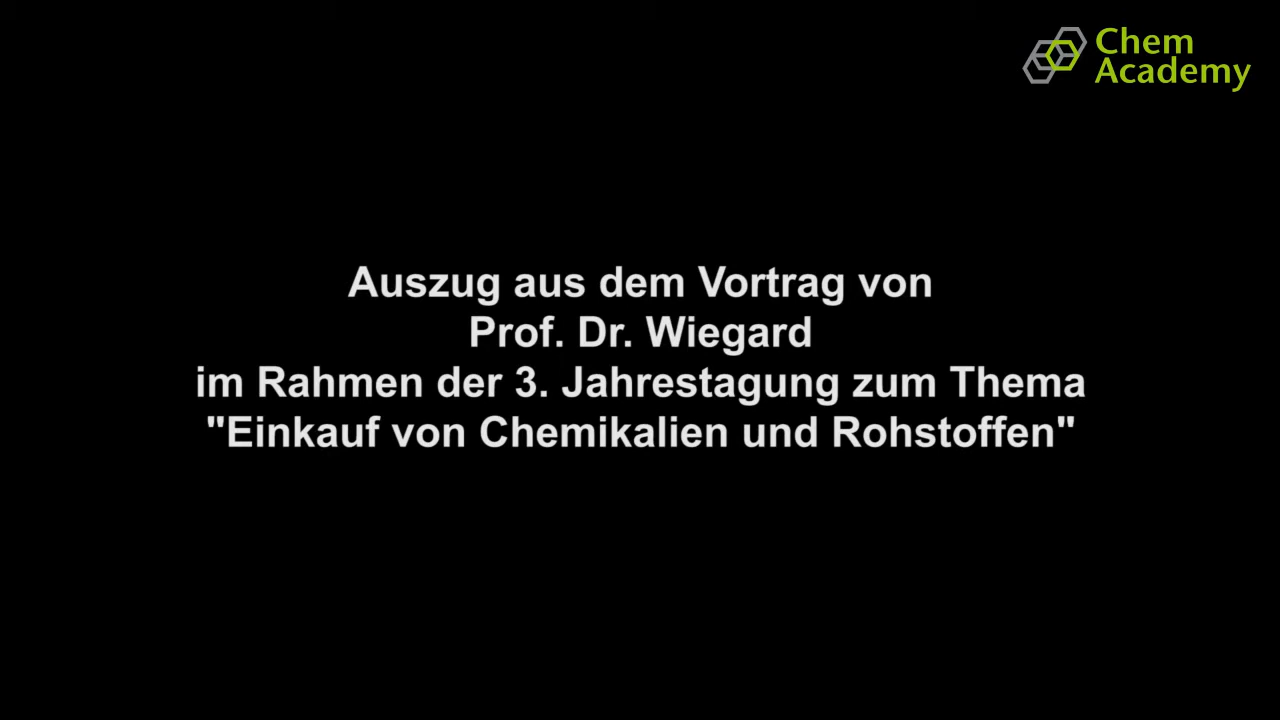 Chem
Academy
Auszug aus dem Vortrag von
Prof. Dr. Wiegard
im Rahmen der 3. Jahrestagung zum Thema
"Einkauf von Chemikalien und Rohstoffen"